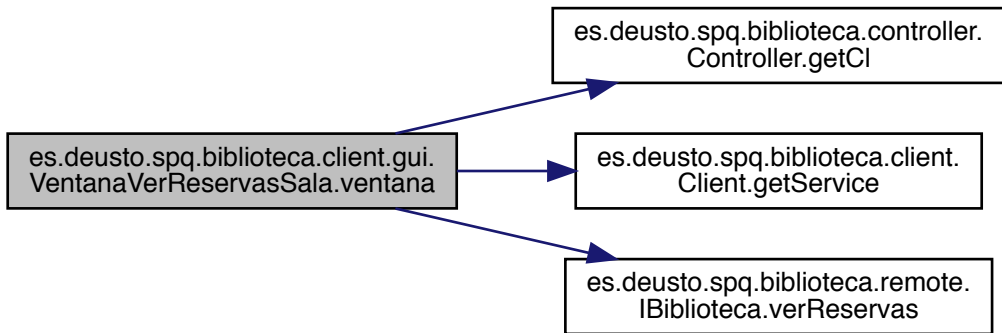 es.deusto.spq.biblioteca.controller.
Controller.getCl
es.deusto.spq.biblioteca.client.gui.
VentanaVerReservasSala.ventana
es.deusto.spq.biblioteca.client.
Client.getService
es.deusto.spq.biblioteca.remote.
IBiblioteca.verReservas